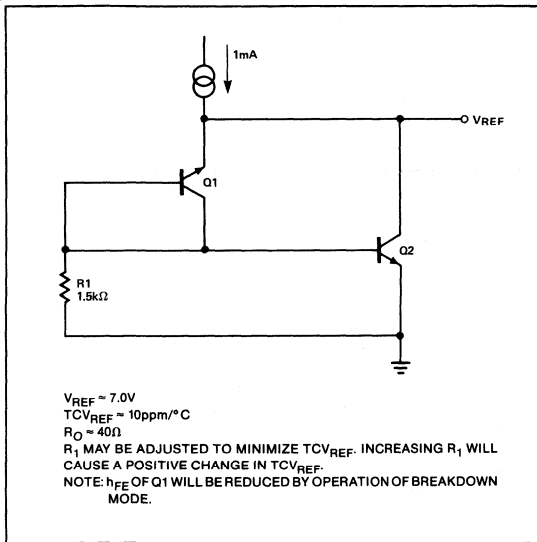 1mA
VREF
Q1
Q2
R1
1.5kΩ
VREF ≈ 7.0V
TCVREF ≈ 10ppm/°C
RO ≈ 40Ω
R1 MAY BE ADJUSTED TO MINIMIZE TCVREF. INCREASING R1 WILL
CAUSE A POSITIVE CHANGE IN TCVREF.
NOTE: hFE OF Q1 WILL BE REDUCED BY OPERATION OF BREAKDOWN
MODE.